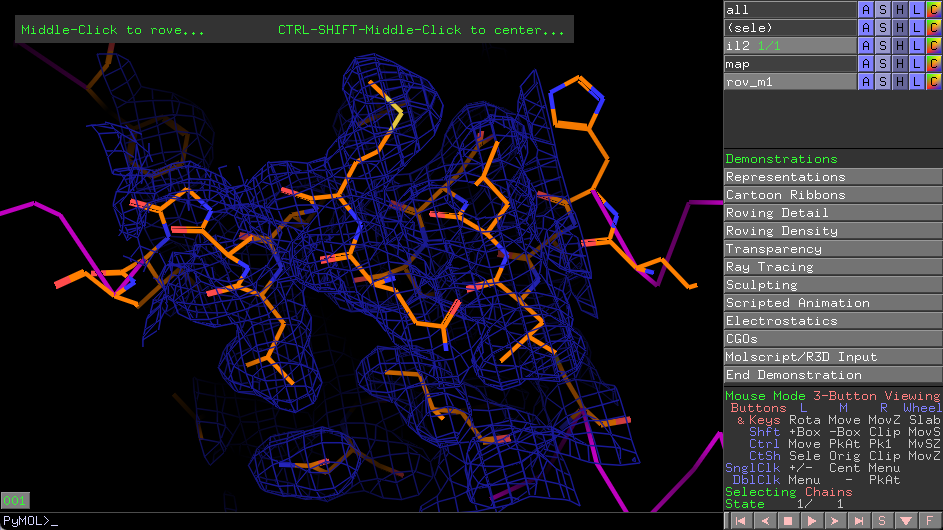 Middle-Click to rove... CTRL-SHIFT-Middle-Click to center...
all A S H L C
(sele) A S H L C
il2 1/1 A S H L C
map A S H L C
rov_m1 A S H L C
Demonstrations
Representations
Cartoon Ribbons
Roving Detail
Roving Density
Transparency
Ray Tracing
Sculpting
Scripted Animation
Electrostatics
CGOs
Molscript/R3D Input
End Demonstration
Mouse Mode 3-Button Viewing
Buttons L M R Wheel
& Keys Rota Move MovZ Slab
Shft +Box -Box Clip MovS
Ctrl Move PkAt Pk1 MvSZ
CtSh Sele Orig Clip MovZ
SnglClk +/- Cent Menu
DblClk Menu - PkAt
Selecting Chains
State 1/ 1
001
PyMOL>_
S F